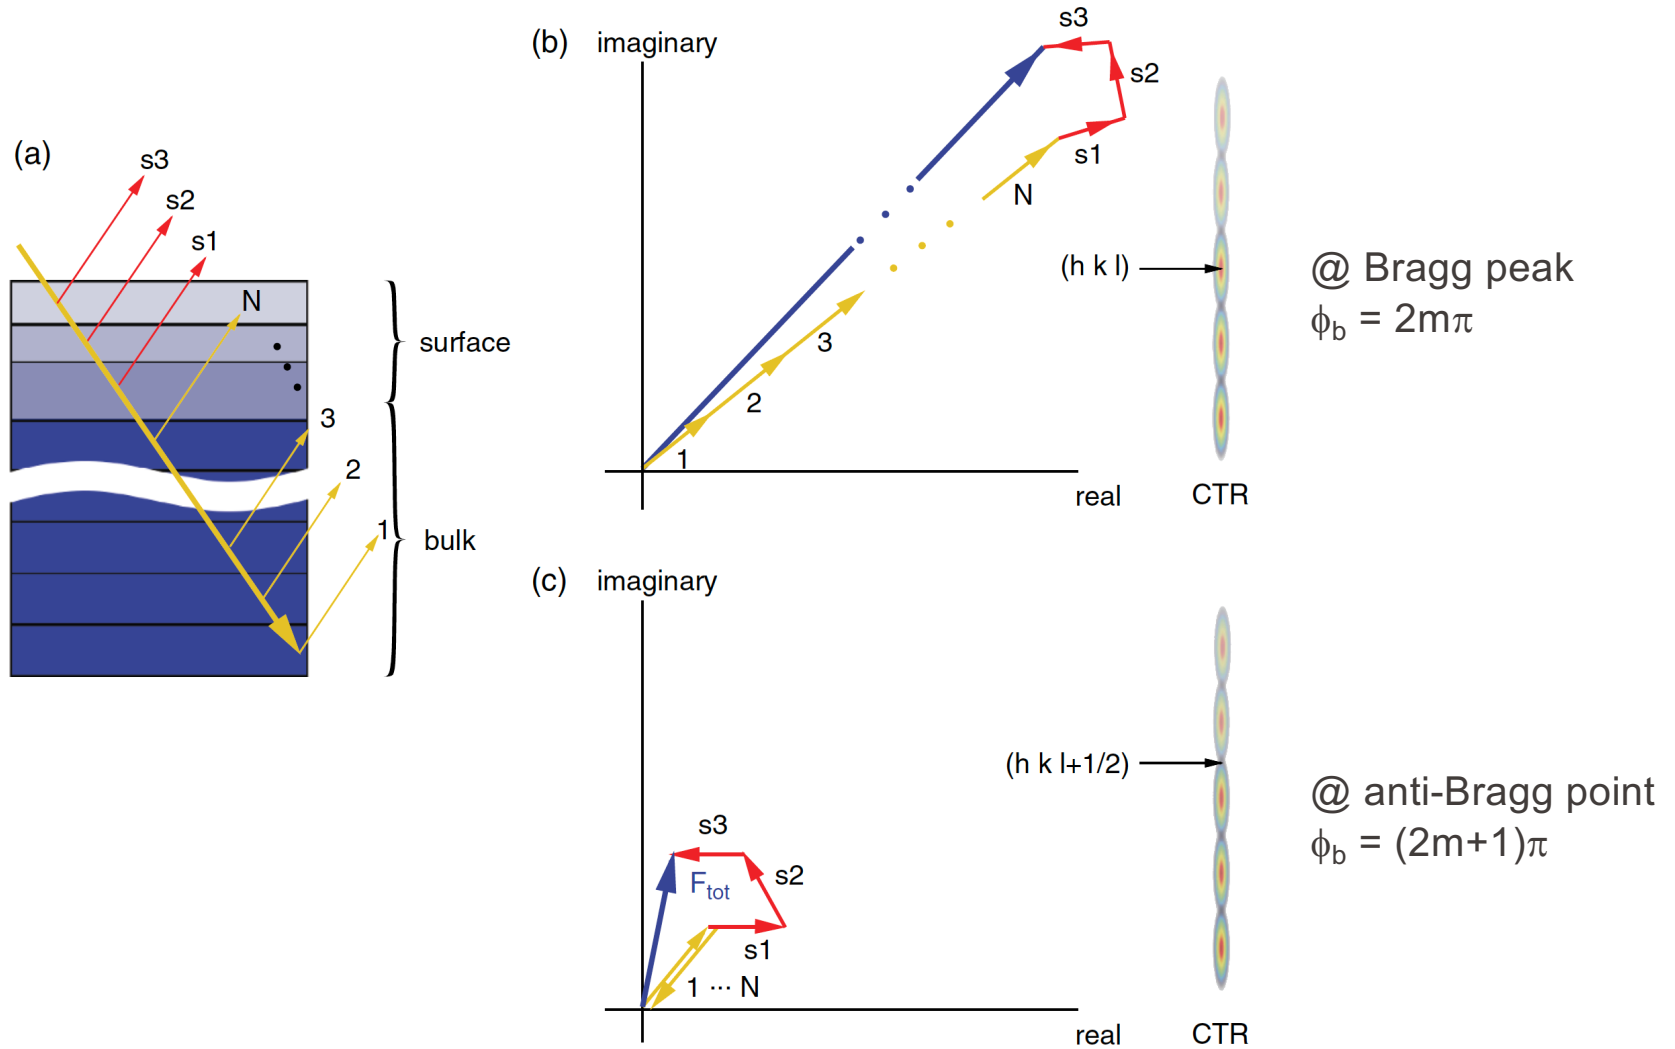 (a)
s3
s2
s1
N
surface
3
2
1
bulk
(b)
imaginary
s3
s2
s1
N
3
2
1
real
(h k l)
CTR
@ Bragg peak
ϕb = 2mπ
(c)
imaginary
s3
s2
Ftot
s1
1 ··· N
real
(h k l+1/2)
CTR
@ anti-Bragg point
ϕb = (2m+1)π